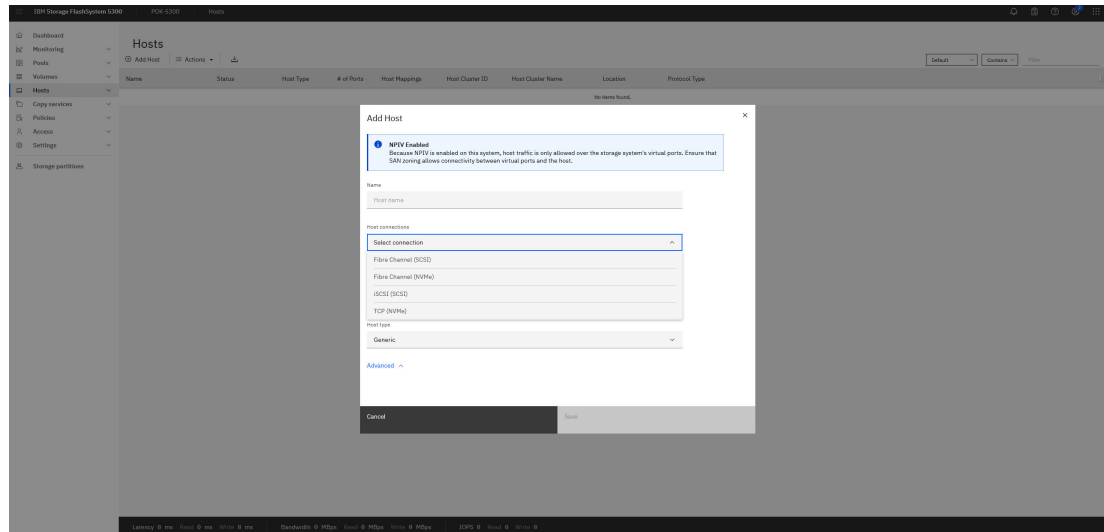 IBM Storage FlashSystem 5300 POK-5300 Hosts
Dashboard
Monitoring
Pools
Volumes
Hosts
Copy services
Policies
Access
Settings
Storage partitions
Hosts
Add Host Actions
Default Contains Filter
Name Status Host Type # of Ports Host Mappings Host Cluster ID Host Cluster Name Location Protocol Type
No items found.
Add Host
NPIV Enabled
Because NPIV is enabled on this system, host traffic is only allowed over the storage system's virtual ports. Ensure that
SAN zoning allows connectivity between virtual ports and the host.
Name
Host name
Host connections
Select connection
Fibre Channel (SCSI)
Fibre Channel (NVMe)
iSCSI (SCSI)
TCP (NVMe)
Host type
Generic
Advanced
Cancel Save
Latency 0 ms Read 0 ms Write 0 ms Bandwidth 0 MBps Read 0 MBps Write 0 MBps IOPS 0 Read 0 Write 0